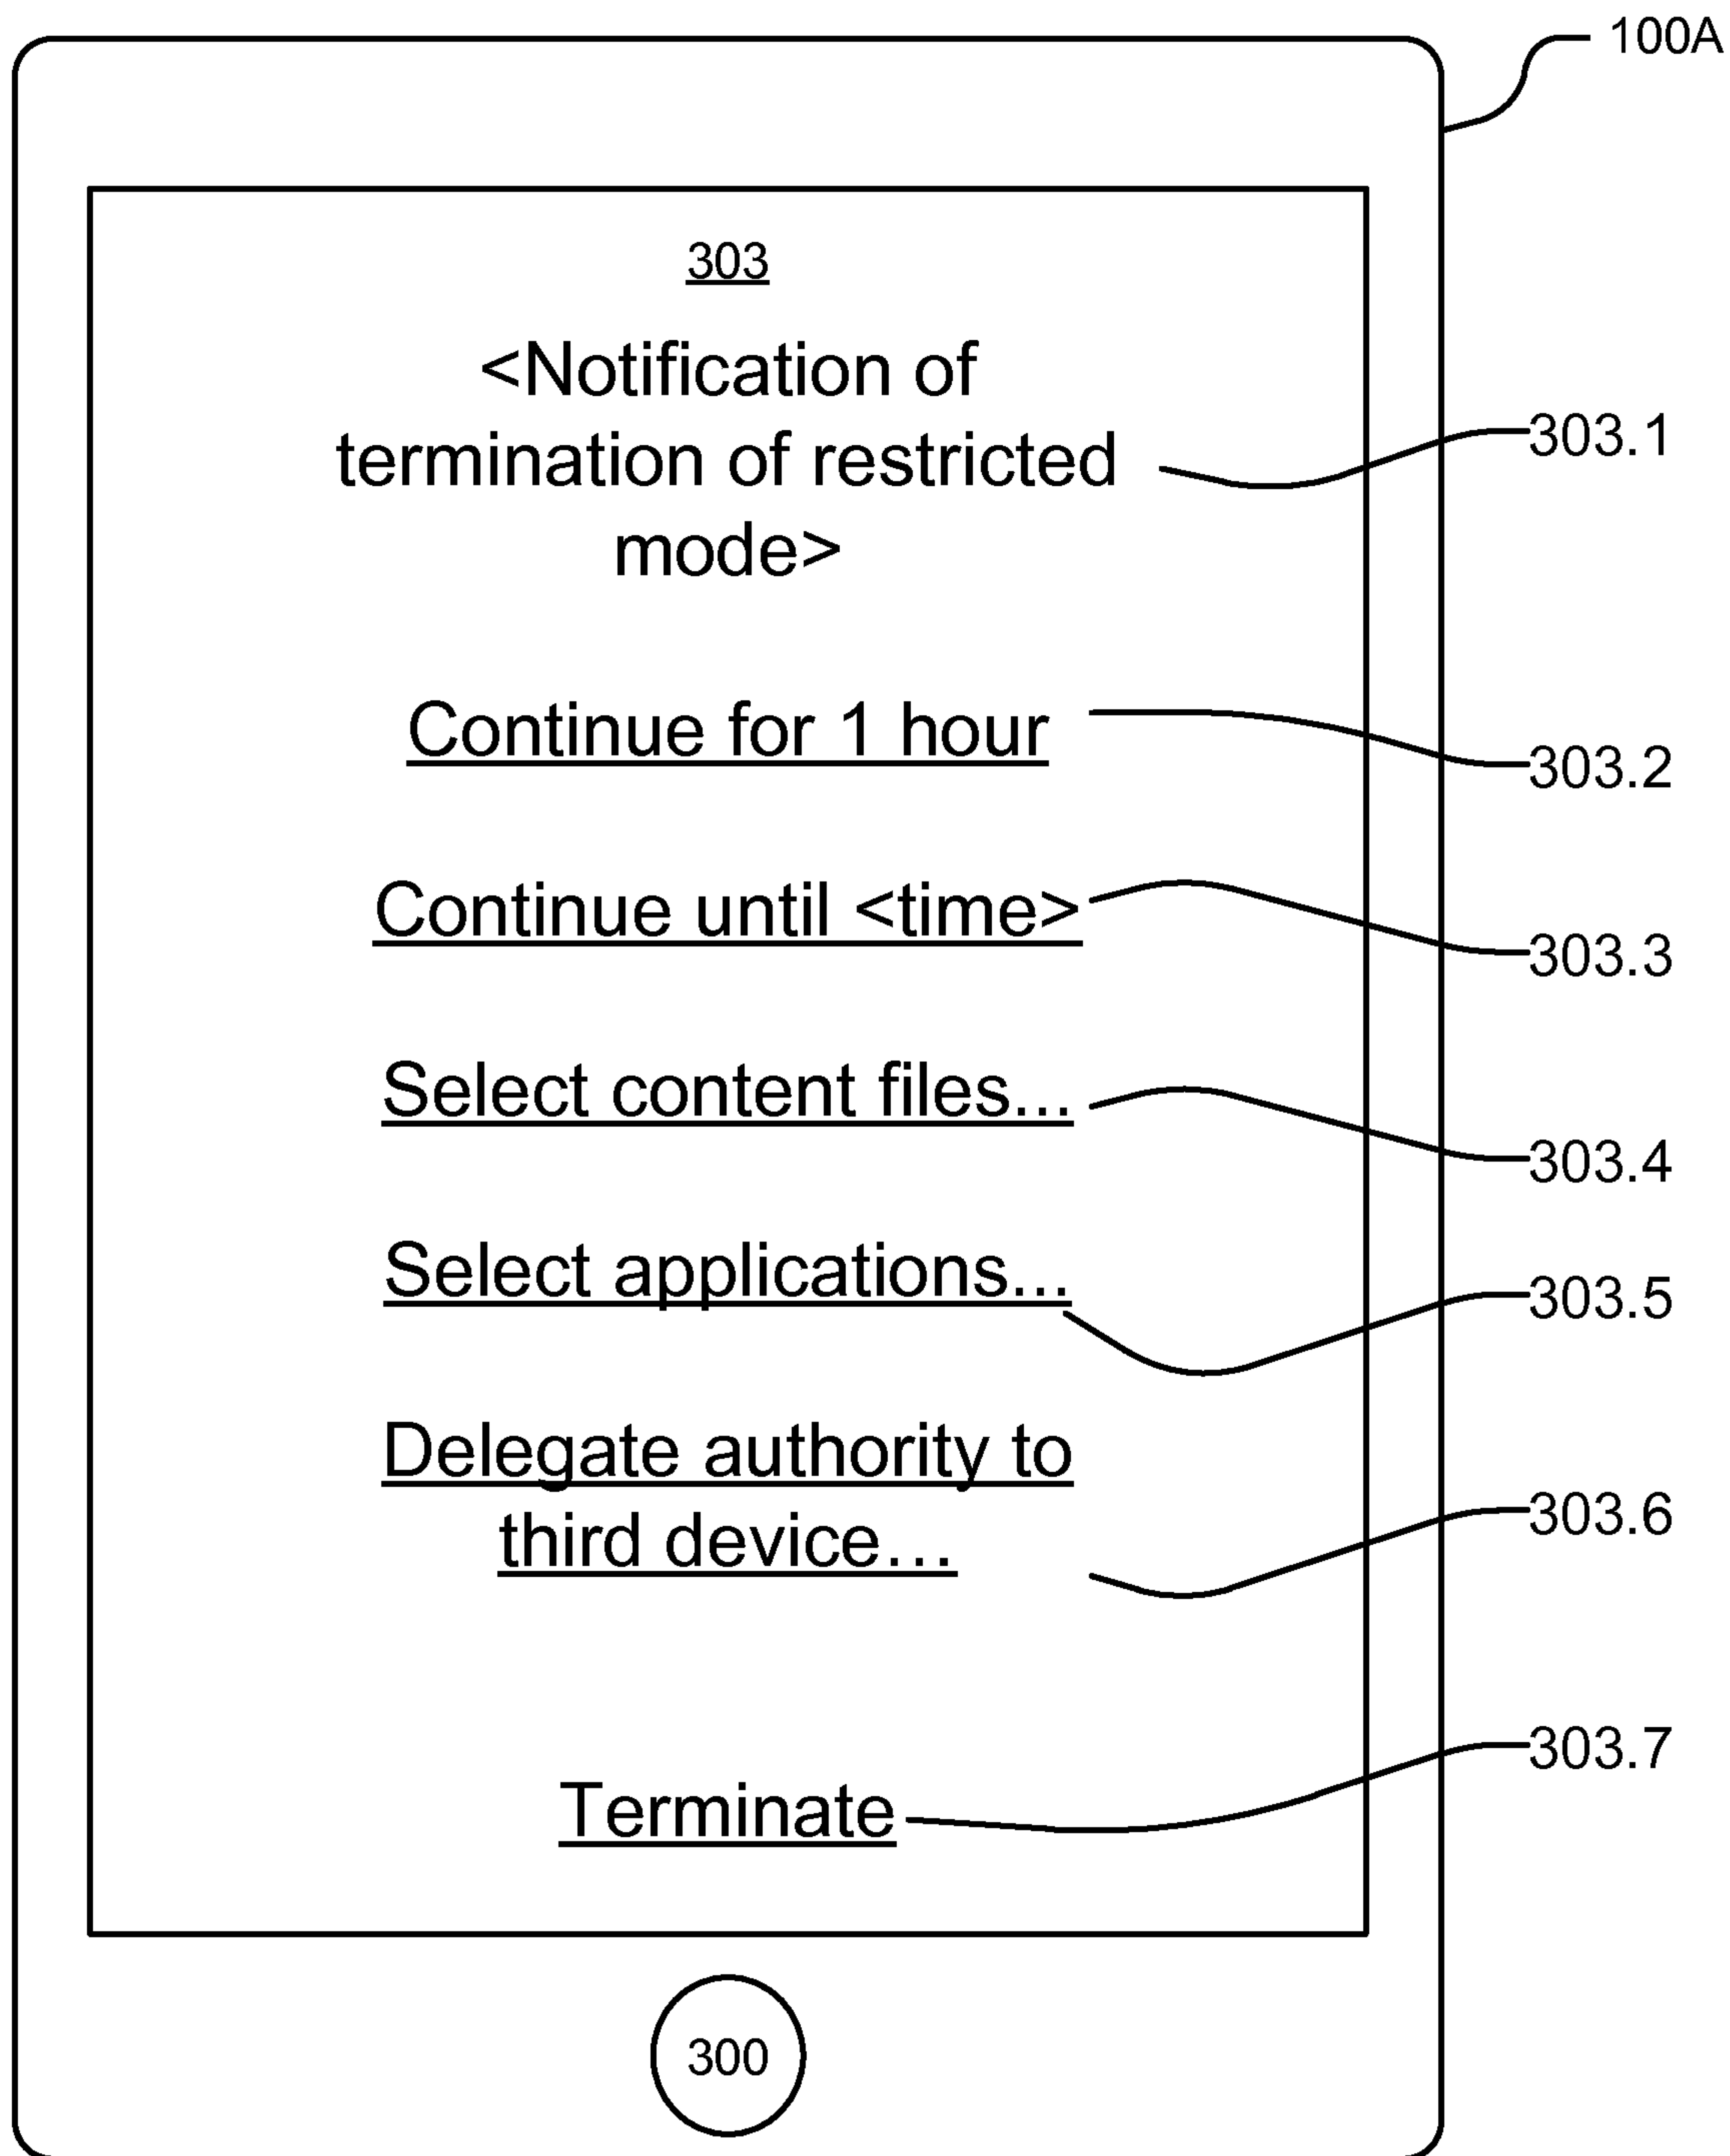 100A
303
<Notification of
termination of restricted
mode>
303.1
Continue for 1 hour
303.2
Continue until <time>
303.3
Select content files...
303.4
Select applications...
303.5
Delegate authority to
third device...
303.6
303.7
Terminate
300